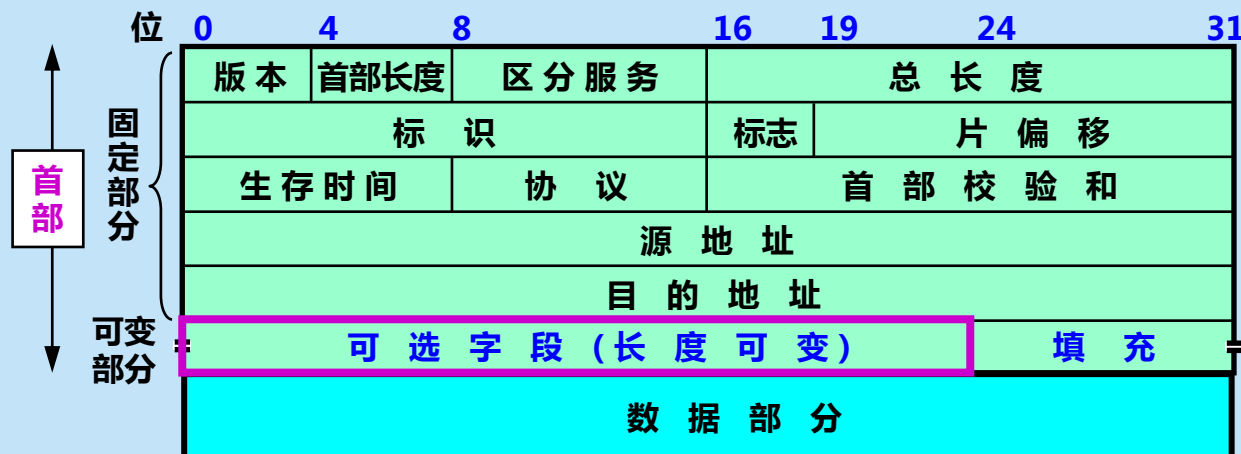 位 0 4 8 16 19 24 31
版本 首部长度 区分服务 总长度
标识 标志 片偏移
生存时间 协议 首部校验和
源地址
目的地址
可选字段(长度可变) 填充
数据部分
首部
固定部分
可变部分